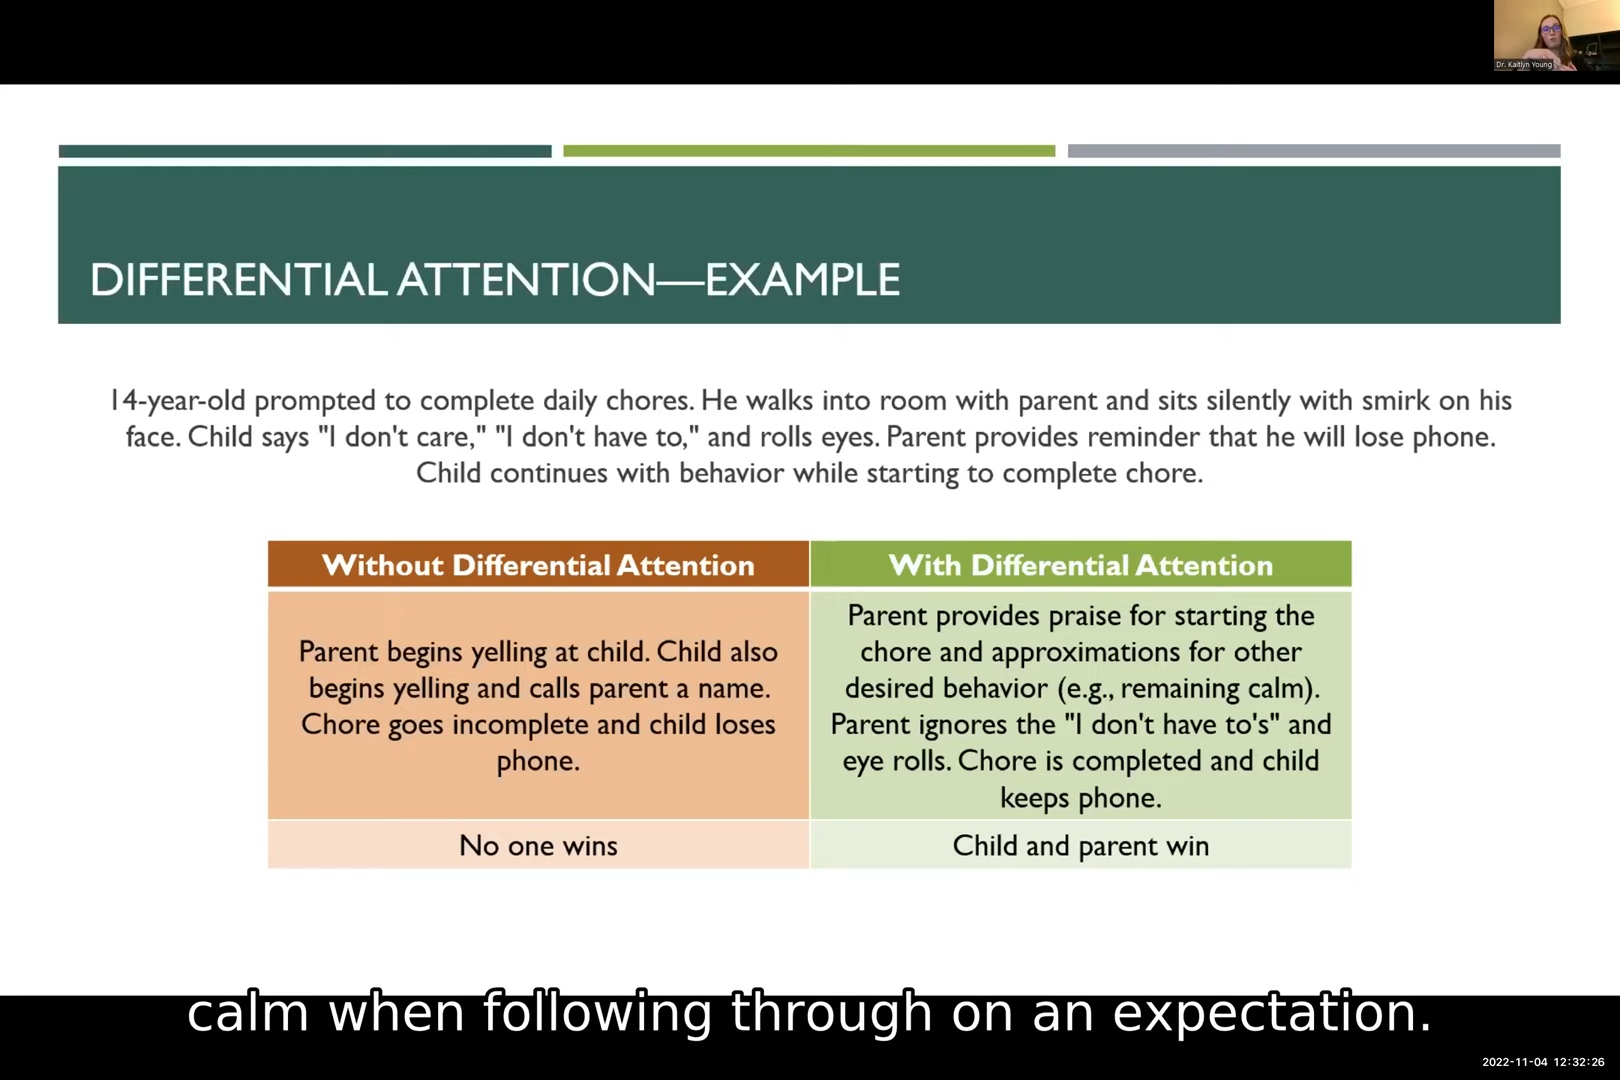 Dr. Kaitlyn Young
DIFFERENTIAL ATTENTION—EXAMPLE
14-year-old prompted to complete daily chores. He walks into room with parent and sits silently with smirk on his
face. Child says "I don't care," "I don't have to," and rolls eyes. Parent provides reminder that he will lose phone.
Child continues with behavior while starting to complete chore.
Without Differential Attention
With Differential Attention
Parent begins yelling at child. Child also
begins yelling and calls parent a name.
Chore goes incomplete and child loses
phone.
Parent provides praise for starting the
chore and approximations for other
desired behavior (e.g., remaining calm).
Parent ignores the "I don't have to's" and
eye rolls. Chore is completed and child
keeps phone.
No one wins
Child and parent win
calm when following through on an expectation.
2022-11-04 12:32:26